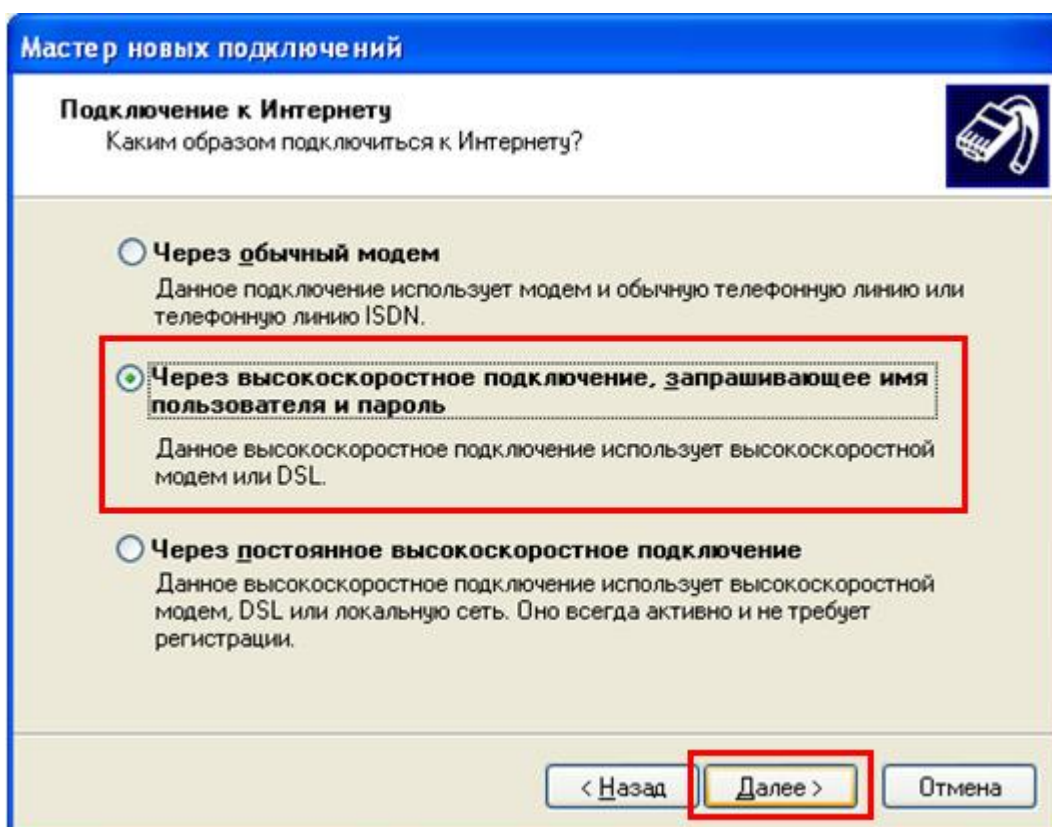 Мастер новых подключений
Подключение к Интернету
Каким образом подключиться к Интернету?
Через обычный модем
Данное подключение использует модем и обычную телефонную линию или
телефонную линию ISDN.
Через высокоскоростное подключение, запрашивающее имя
пользователя и пароль
Данное высокоскоростное подключение использует высокоскоростной
модем или DSL.
Через постоянное высокоскоростное подключение
Данное высокоскоростное подключение использует высокоскоростной
модем, DSL или локальную сеть. Оно всегда активно и не требует
регистрации.
< Назад Далее > Отмена